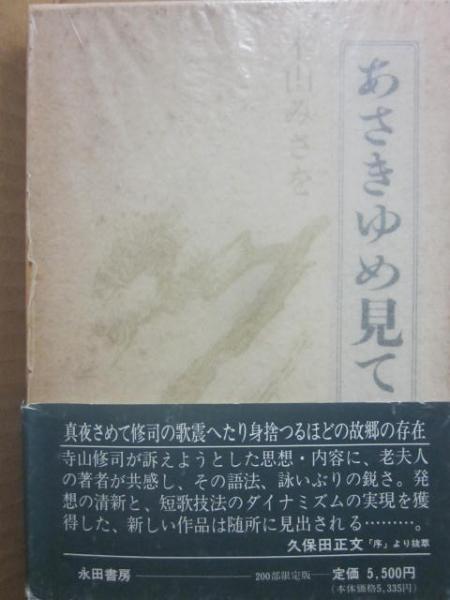 あさきゆめ見て
山みさを
真夜さめて修司の歌震へたり身捨つるほどの故郷の存在
寺山修司が訴えようとした思想・内容に、老夫人
の著者が共感し、その語法、詠いぶりの鋭さ。発
想の清新と、短歌技法のダイナミズムの実現を獲
得した、新しい作品は随所に見出される………。
久保田正文「序」より抜萃
永田書房 200部限定版 定価 5,500円
(本体価格5,335円)